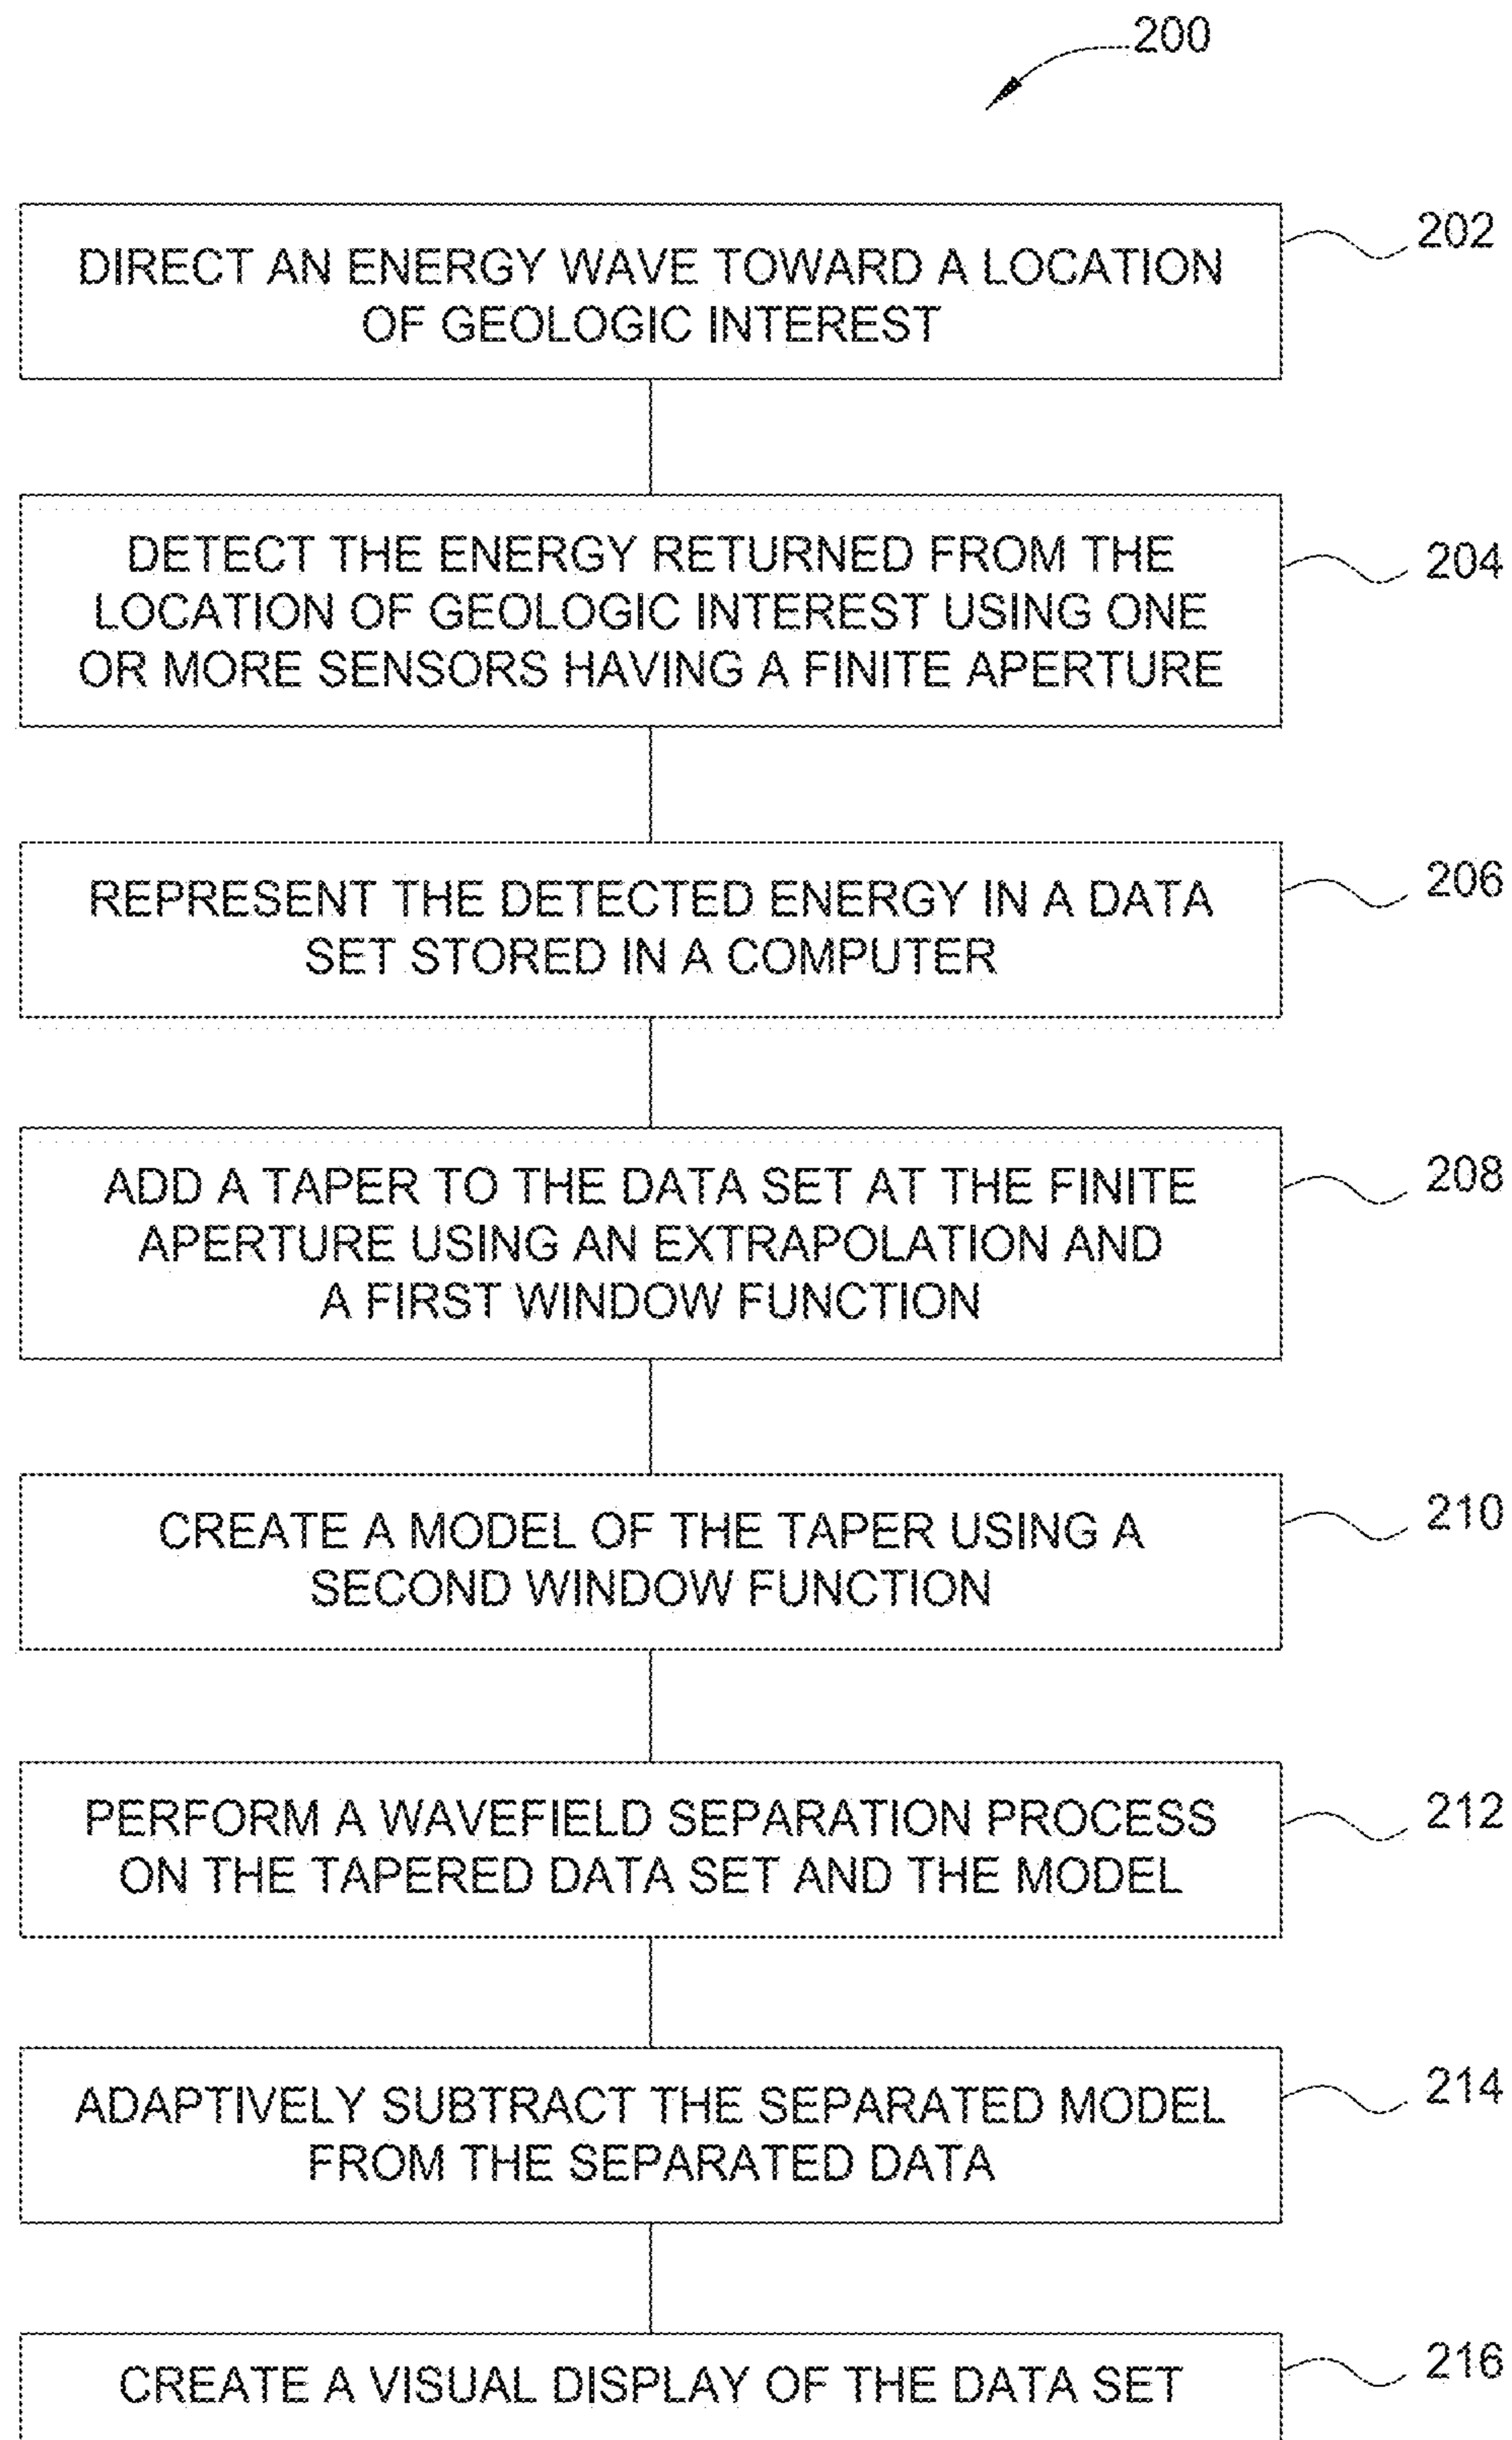 200
DIRECT AN ENERGY WAVE TOWARD A LOCATION
OF GEOLOGIC INTEREST
202
DETECT THE ENERGY RETURNED FROM THE
LOCATION OF GEOLOGIC INTEREST USING ONE
OR MORE SENSORS HAVING A FINITE APERTURE
204
REPRESENT THE DETECTED ENERGY IN A DATA
SET STORED IN A COMPUTER
206
ADD A TAPER TO THE DATA SET AT THE FINITE
APERTURE USING AN EXTRAPOLATION AND
A FIRST WINDOW FUNCTION
208
CREATE A MODEL OF THE TAPER USING A
SECOND WINDOW FUNCTION
210
PERFORM A WAVEFIELD SEPARATION PROCESS
ON THE TAPERED DATA SET AND THE MODEL
212
ADAPTIVELY SUBTRACT THE SEPARATED MODEL
FROM THE SEPARATED DATA
214
CREATE A VISUAL DISPLAY OF THE DATA SET
216